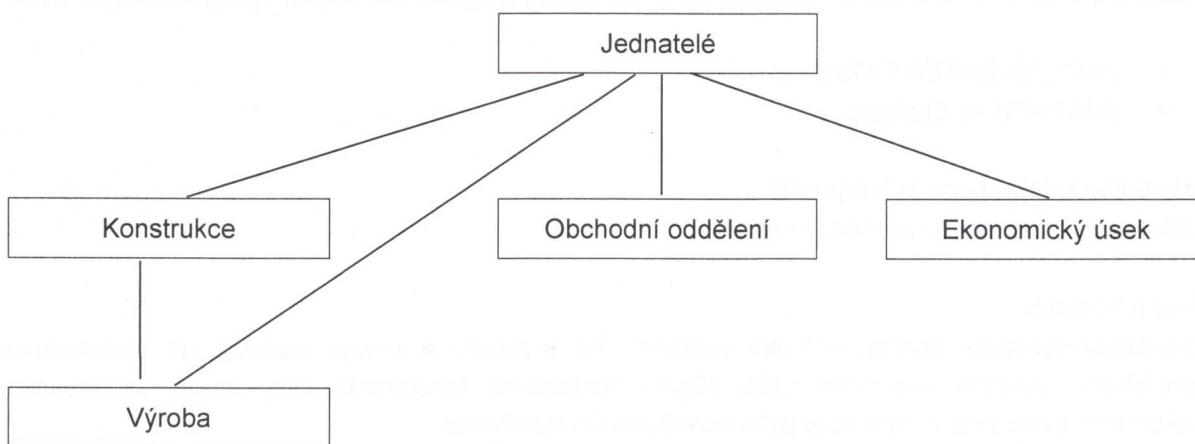 Jednatelé
Konstrukce
Obchodní oddělení
Ekonomický úsek
Výroba